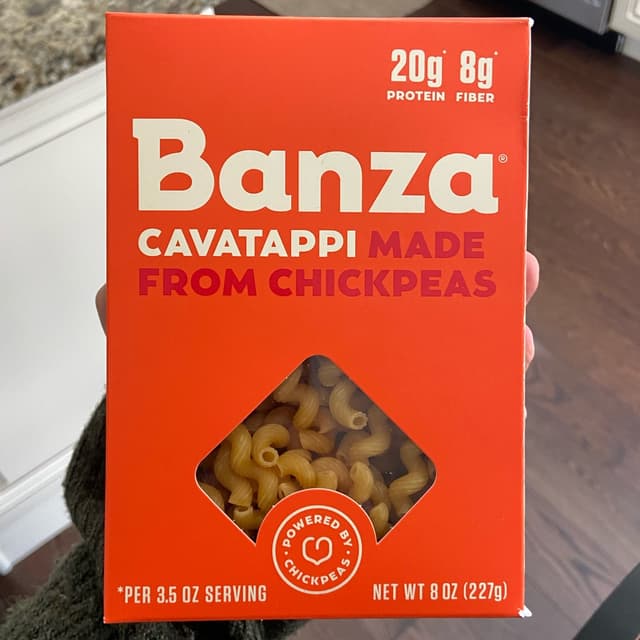 20g* 8g*
PROTEIN FIBER
Banza®
CAVATAPPI MADE
FROM CHICKPEAS
POWERED BY
CHICKPEAS
*PER 3.5 OZ SERVING
NET WT 8 OZ (227g)